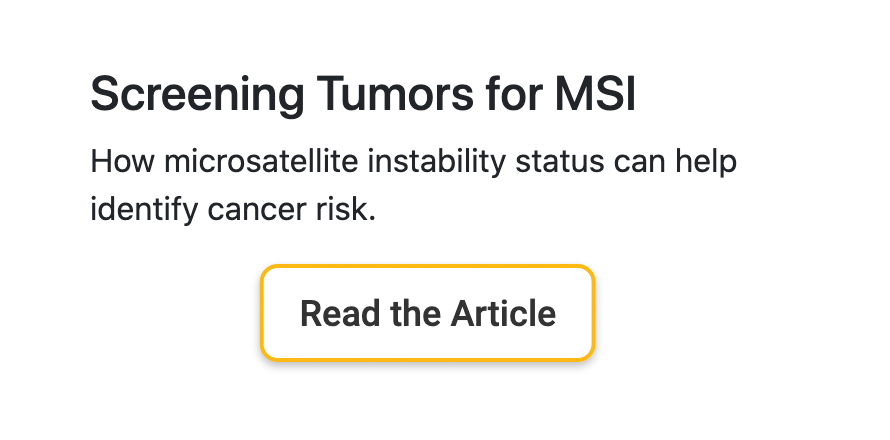 Screening Tumors for MSI
How microsatellite instability status can help
identify cancer risk.
Read the Article